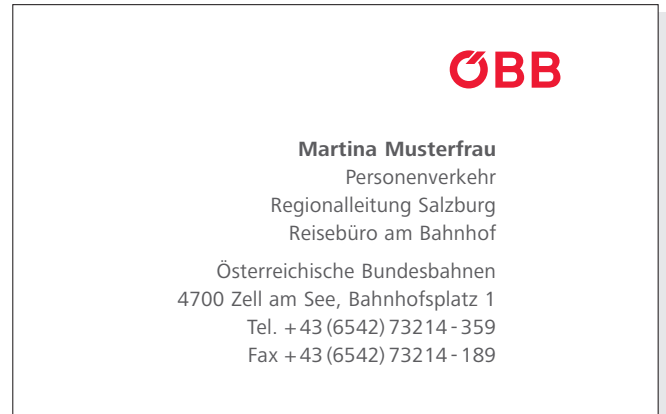 ÖBB
Martina Musterfrau
Personenverkehr
Regionalleitung Salzburg
Reisebüro am Bahnhof
Österreichische Bundesbahnen
4700 Zell am See, Bahnhofsplatz 1
Tel. +43 (6542) 73214-359
Fax +43 (6542) 73214-189